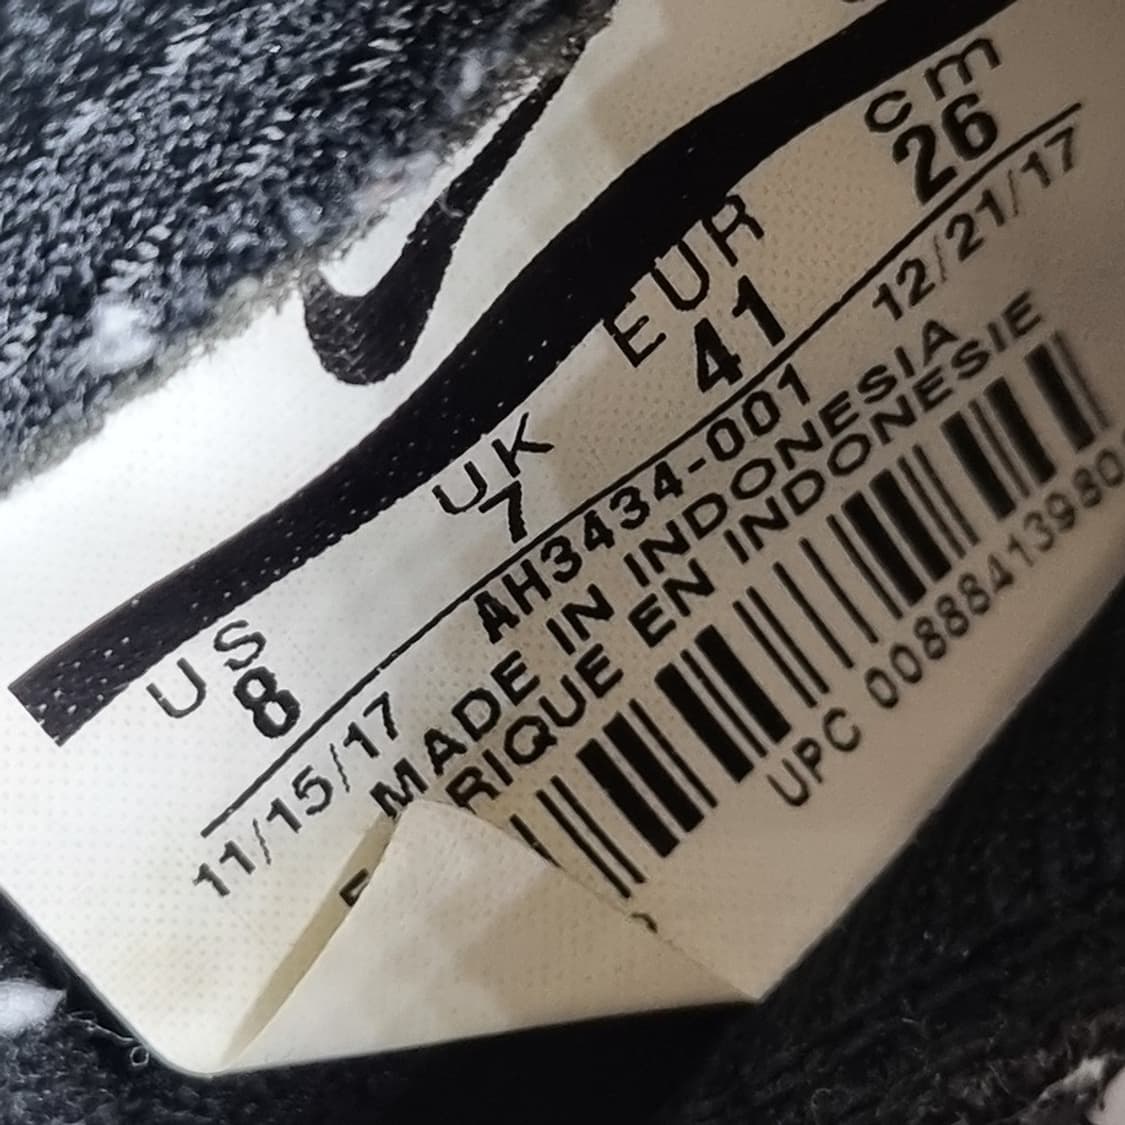 US UK EUR cm
8 7 41 26
11/15/17 AH3434-001 12/21/17
MADE IN INDONESIA
RIQUE EN INDONESIE
UPC 00888413980